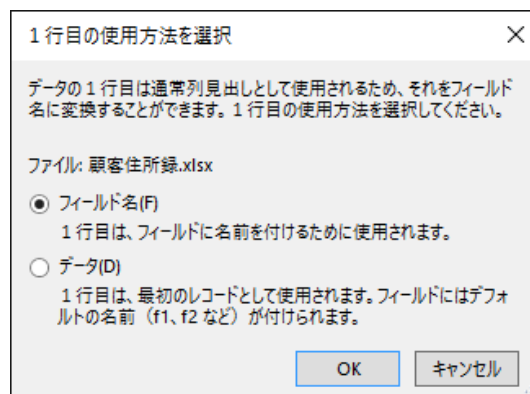 1 行目の使用方法を選択
データの 1 行目は通常列見出しとして使用されるため、それをフィールド
名に変換することができます。1 行目の使用方法を選択してください。
ファイル: 顧客住所録.xlsx
フィールド名(F)
1 行目は、フィールドに名前を付けるために使用されます。
データ(D)
1 行目は、最初のレコードとして使用されます。フィールドにはデフォ
ルトの名前（f1、f2 など）が付けられます。
OK キャンセル